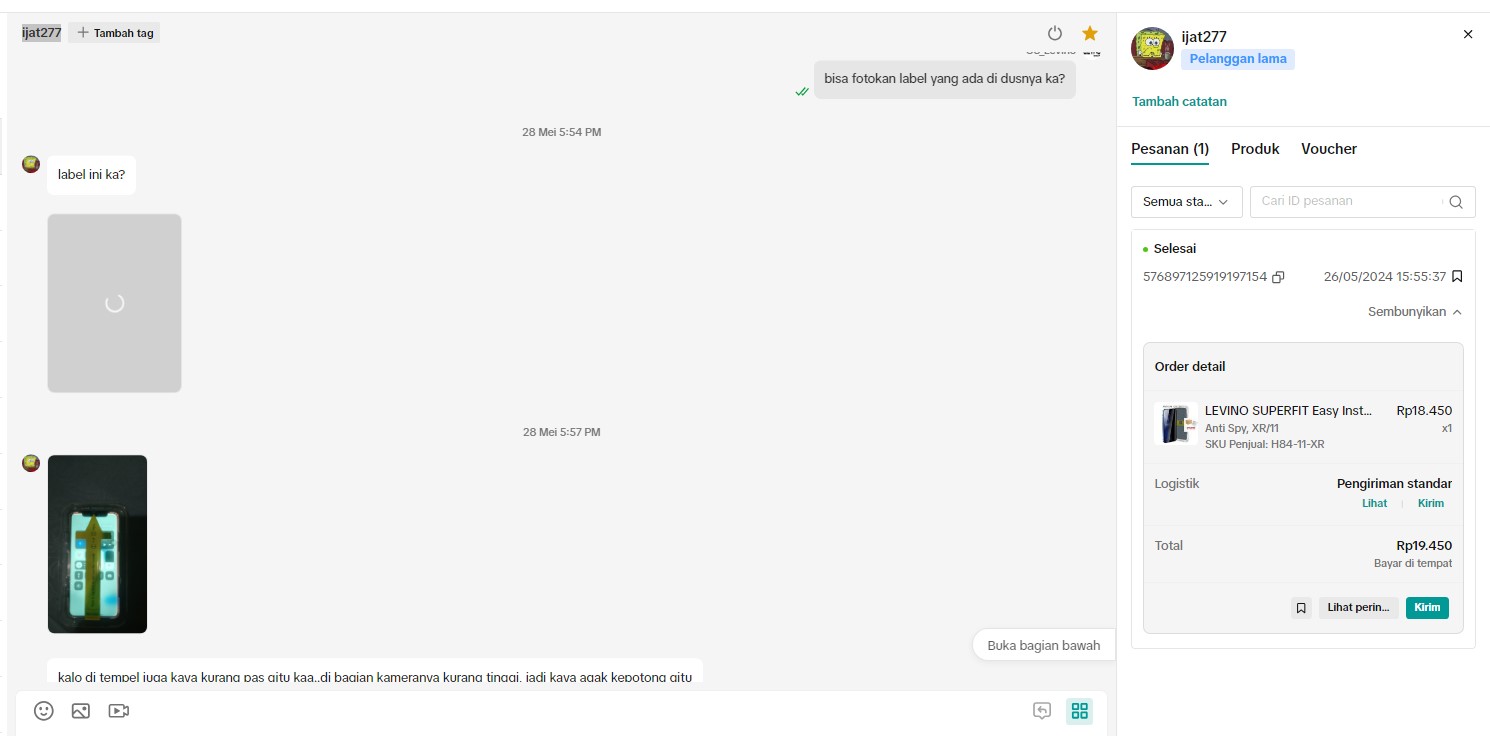 ijat277
Tambah tag
bisa fotokan label yang ada di dusnya ka?
28 Mei 5:54 PM
label ini ka?
28 Mei 5:57 PM
Buka bagian bawah
kalo di tempel juga kaya kurang pas gitu kaa..di bagian kameranya kurang tinggi, jadi kaya agak kepotong gitu
ijat277
Pelanggan lama
Tambah catatan
Pesanan (1) Produk Voucher
Semua sta... Cari ID pesanan
Selesai
576897125919197154 26/05/2024 15:55:37
Sembunyikan
Order detail
LEVINO SUPERFIT Easy Inst... Rp18.450
Anti Spy, XR/11 x1
SKU Penjual: H84-11-XR
Logistik Pengiriman standar
Lihat Kirim
Total Rp19.450
Bayar di tempat
Lihat perin... Kirim